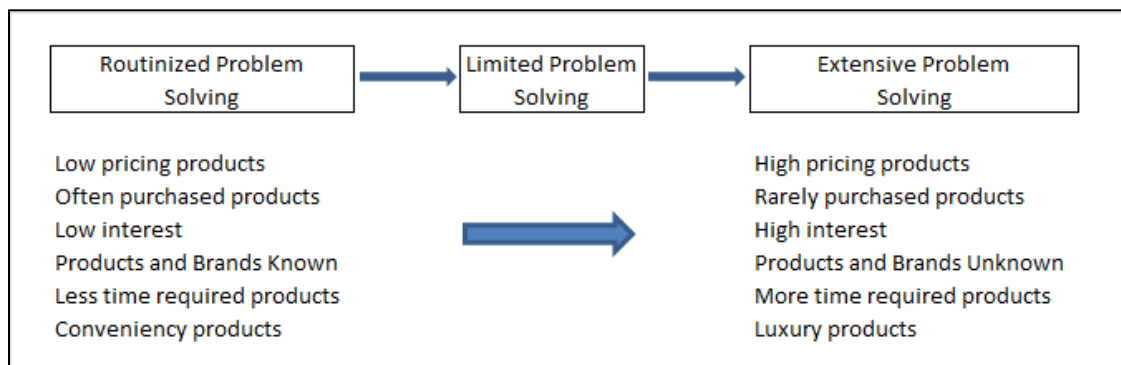 Routinized Problem
Solving
Limited Problem
Solving
Extensive Problem
Solving
Low pricing products
Often purchased products
Low interest
Products and Brands Known
Less time required products
Conveniency products
High pricing products
Rarely purchased products
High interest
Products and Brands Unknown
More time required products
Luxury products